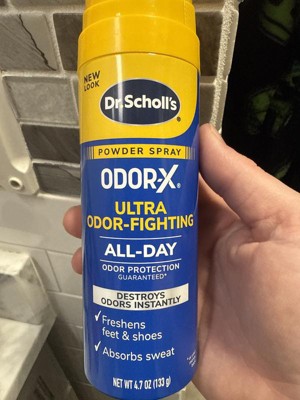 NEW
LOOK
Dr. Scholl's®
POWDER SPRAY
ODOR-X®
ULTRA
ODOR-FIGHTING
ALL-DAY
ODOR PROTECTION
GUARANTEED*
DESTROYS
ODORS INSTANTLY
✓ Freshens
feet & shoes
✓ Absorbs sweat
NET WT 4.7 OZ (133 g)